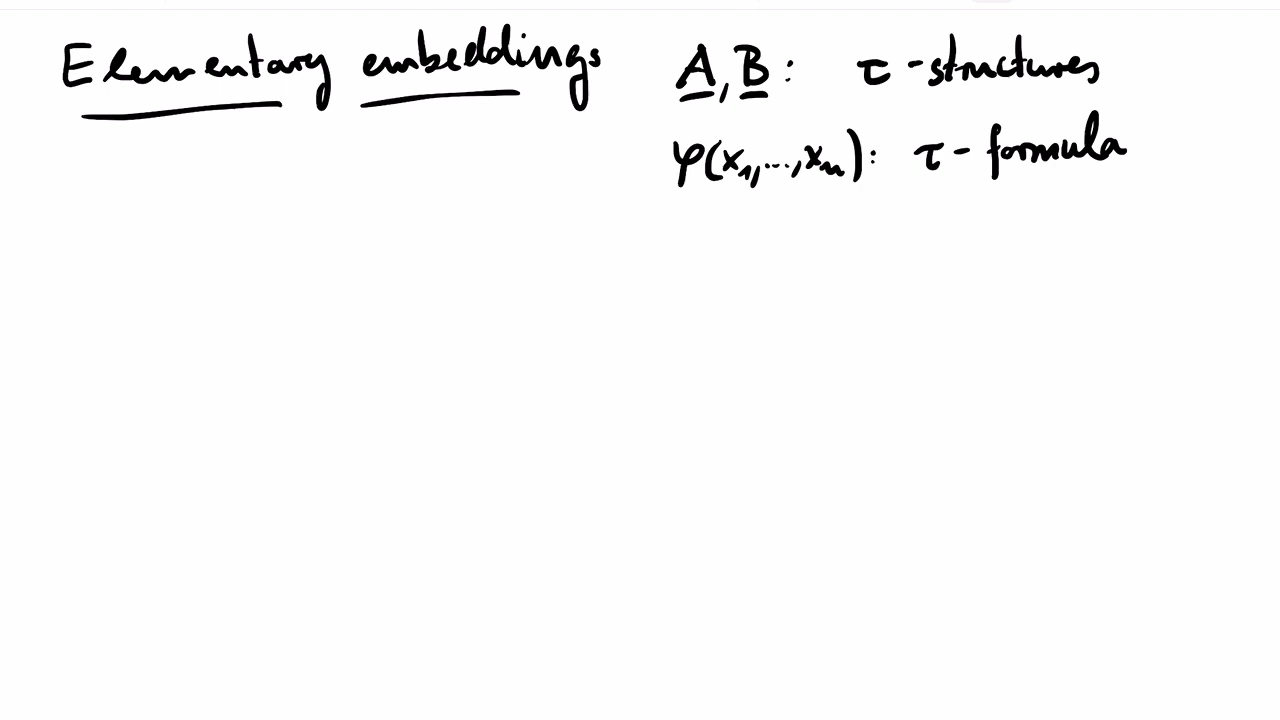 Elementary embeddings
A, B : τ - structures
φ(x₁, ..., xₙ) : τ - formula